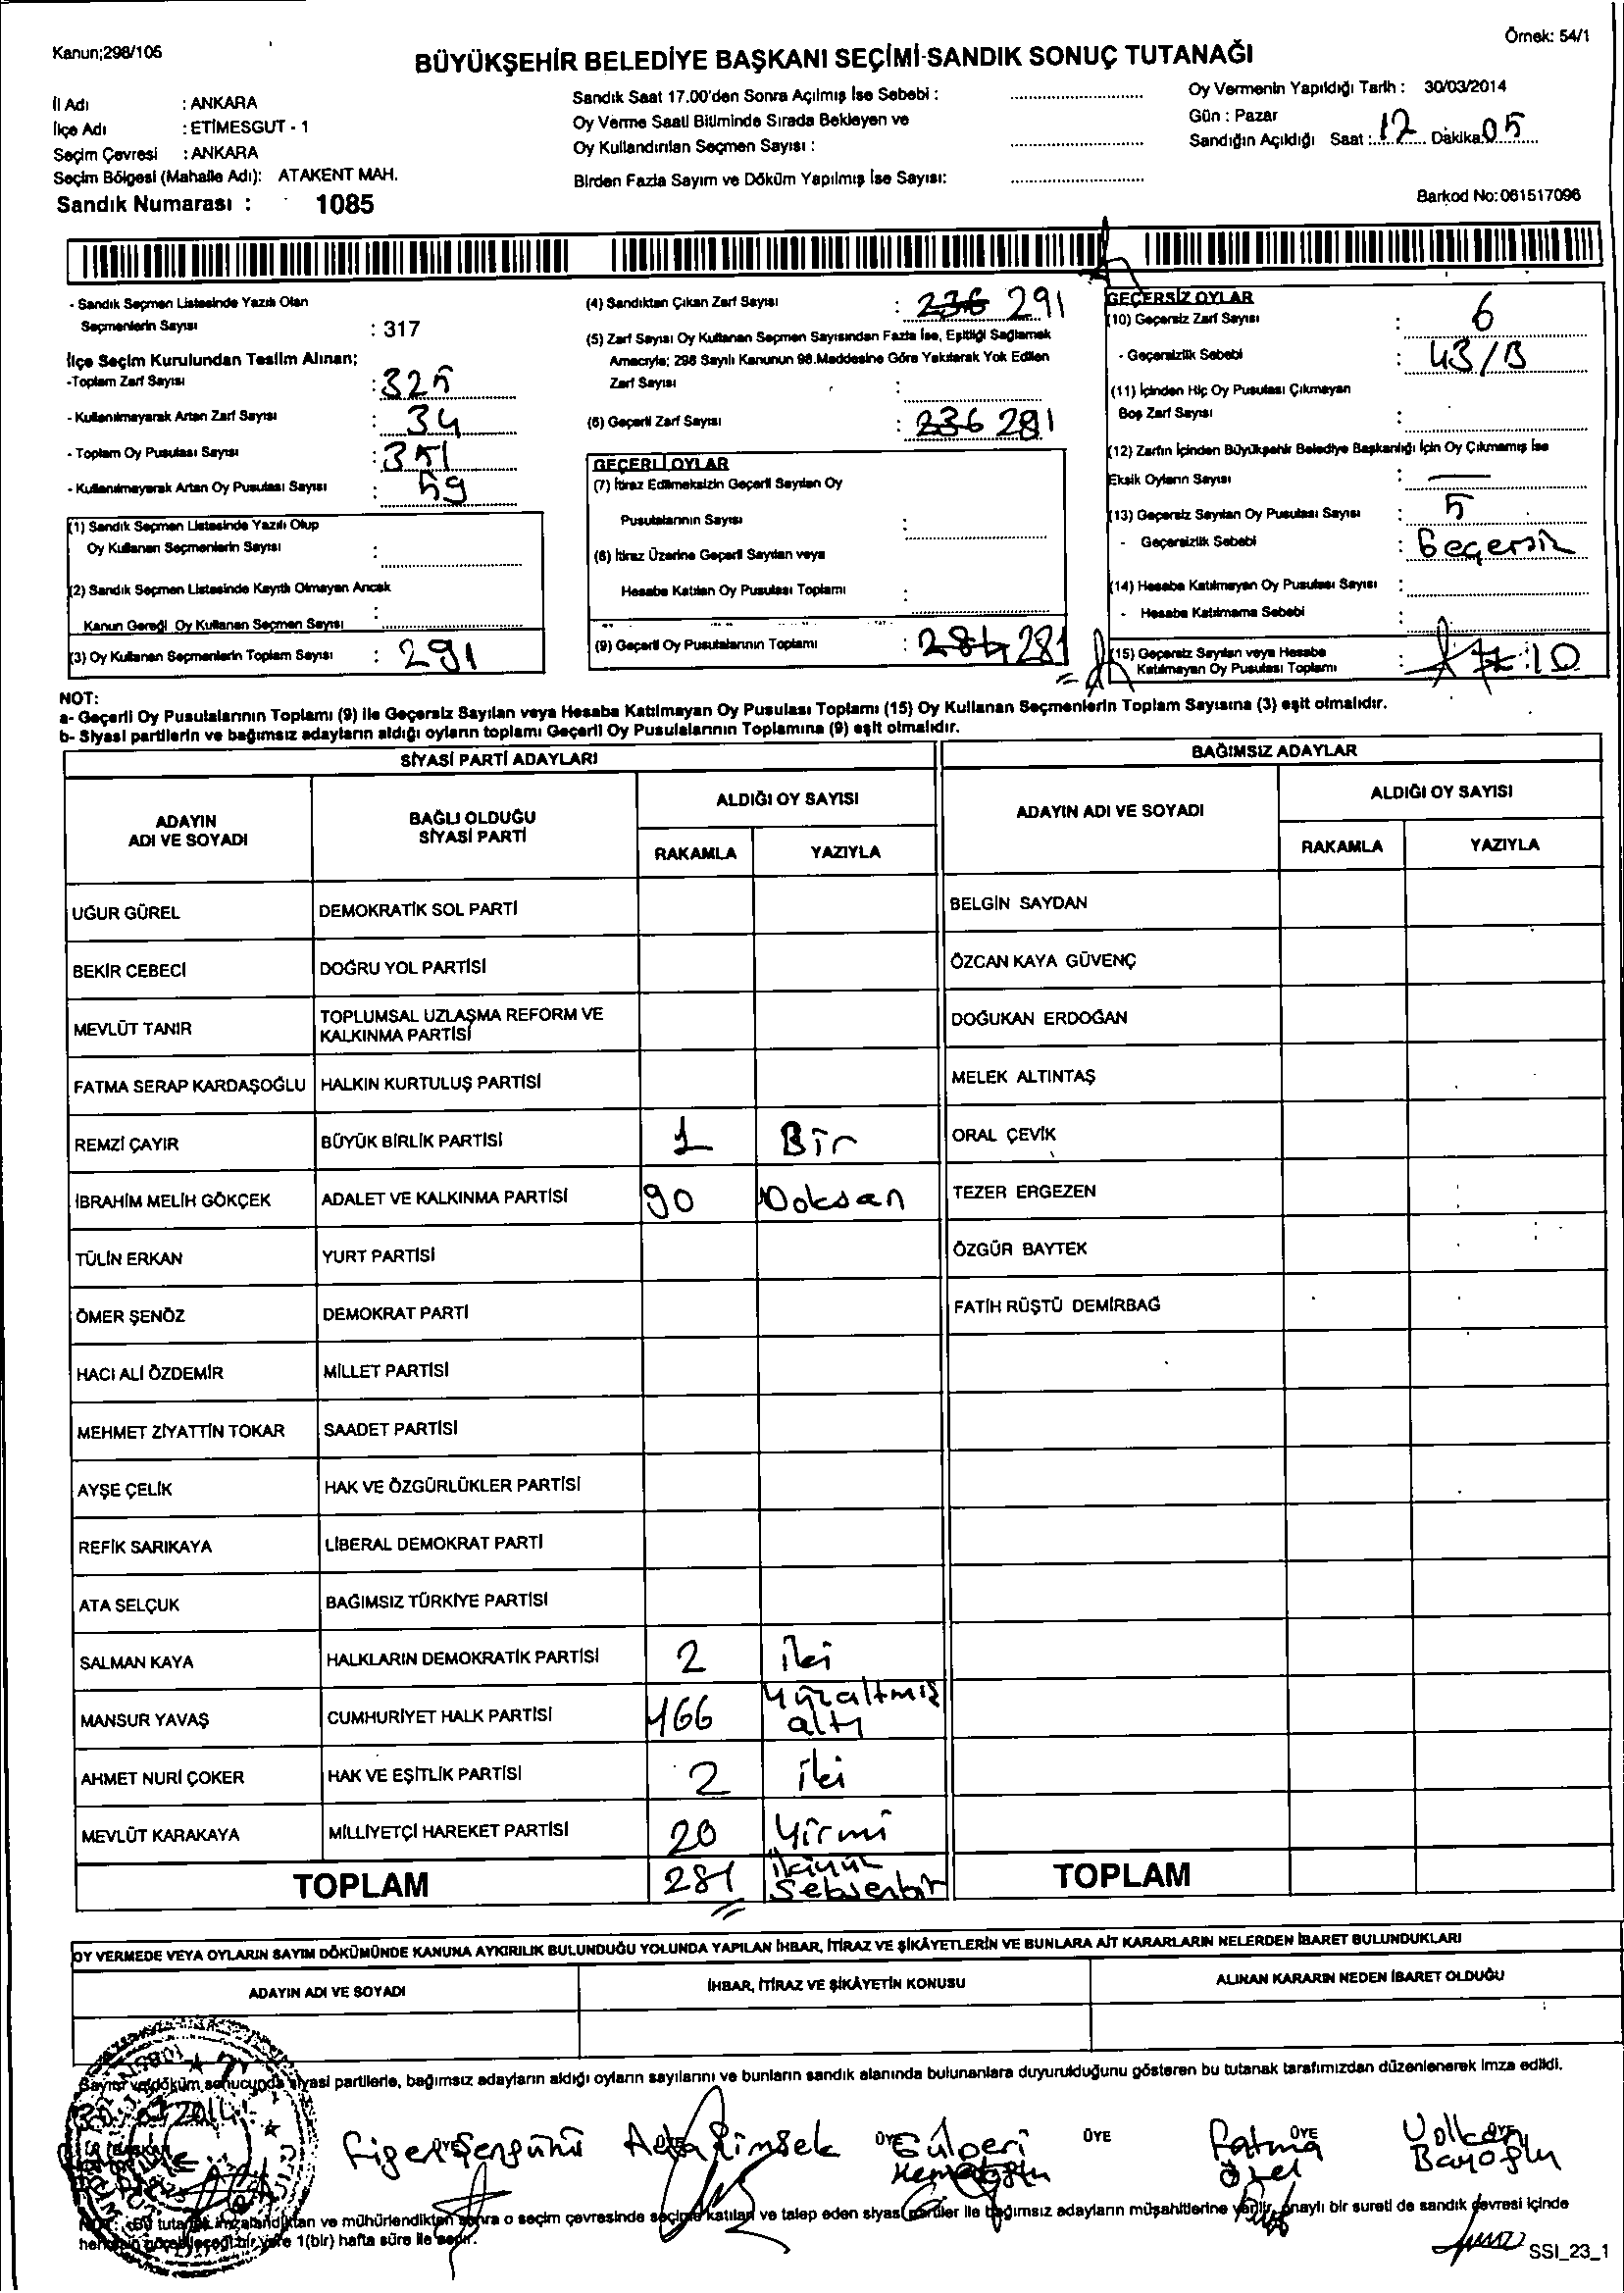 Kanun;298/105
Örnek: 54/1
BÜYÜKŞEHİR BELEDİYE BAŞKANI SEÇİMİ-SANDIK SONUÇ TUTANAĞI
İl Adı : ANKARA
İlçe Adı : ETİMESGUT - 1
Seçim Çevresi : ANKARA
Seçim Bölgesi (Mahalle Adı): ATAKENT MAH.
Sandık Numarası : 1085
Sandık Saat 17.00'den Sonra Açılmış İse Sebebi :
Oy Verme Saati Bitiminde Sırada Bekleyen ve
Oy Kullandırılan Seçmen Sayısı :
Birden Fazla Sayım ve Döküm Yapılmış İse Sayısı:
Oy Vermenin Yapıldığı Tarih : 30/03/2014
Gün : Pazar
Sandığın Açıldığı Saat : 12 Dakika 05
Barkod No:061517096
- Sandık Seçmen Listesinde Yazılı Olan
Seçmenlerin Sayısı : 317
İlçe Seçim Kurulundan Teslim Alınan;
-Toplam Zarf Sayısı : 325
- Kullanılmayarak Artan Zarf Sayısı : 34
- Toplam Oy Pusulası Sayısı : 351
- Kullanılmayarak Artan Oy Pusulası Sayısı : 59
(1) Sandık Seçmen Listesinde Yazılı Olup
Oy Kullanan Seçmenlerin Sayısı :
(2) Sandık Seçmen Listesinde Kayıtlı Olmayan Ancak
Kanun Gereği Oy Kullanan Seçmen Sayısı :
(3) Oy Kullanan Seçmenlerin Toplam Sayısı : 291
(4) Sandıktan Çıkan Zarf Sayısı : 236 291
(5) Zarf Sayısı Oy Kullanan Seçmen Sayısından Fazla İse, Eşitliği Sağlamak
Amacıyla; 298 Sayılı Kanunun 98.Maddesine Göre Yakılarak Yok Edilen
Zarf Sayısı :
(6) Geçerli Zarf Sayısı : 236 281
GEÇERLİ OYLAR
(7) İtiraz Edilmeksizin Geçerli Sayılan Oy
Pusulalarının Sayısı :
(8) İtiraz Üzerine Geçerli Sayılan veya
Hesaba Katılan Oy Pusulası Toplamı :
(9) Geçerli Oy Pusulalarının Toplamı : 284 281
GEÇERSİZ OYLAR
(10) Geçersiz Zarf Sayısı : 6
- Geçersizlik Sebebi : 43/B
(11) İçinden Hiç Oy Pusulası Çıkmayan
Boş Zarf Sayısı :
(12) Zarfın İçinden Büyükşehir Belediye Başkanlığı İçin Oy Çıkmamış İse
Eksik Oyların Sayısı : —
(13) Geçersiz Sayılan Oy Pusulası Sayısı : 5
- Geçersizlik Sebebi : Geçersiz
(14) Hesaba Katılmayan Oy Pusulası Sayısı :
- Hesaba Katılmama Sebebi :
(15) Geçersiz Sayılan veya Hesaba
Katılmayan Oy Pusulası Toplamı : 10
NOT:
a- Geçerli Oy Pusulalarının Toplamı (9) ile Geçersiz Sayılan veya Hesaba Katılmayan Oy Pusulası Toplamı (15) Oy Kullanan Seçmenlerin Toplam Sayısına (3) eşit olmalıdır.
b- Siyasi partilerin ve bağımsız adayların aldığı oyların toplamı Geçerli Oy Pusulalarının Toplamına (9) eşit olmalıdır.
SİYASİ PARTİ ADAYLARI
BAĞIMSIZ ADAYLAR
ADAYIN
ADI VE SOYADI
BAĞLI OLDUĞU
SİYASİ PARTİ
ALDIĞI OY SAYISI
RAKAMLA YAZIYLA
ADAYIN ADI VE SOYADI
ALDIĞI OY SAYISI
RAKAMLA YAZIYLA
UĞUR GÜREL DEMOKRATİK SOL PARTİ BELGİN SAYDAN
BEKİR CEBECİ DOĞRU YOL PARTİSİ ÖZCAN KAYA GÜVENÇ
MEVLÜT TANIR TOPLUMSAL UZLAŞMA REFORM VE
KALKINMA PARTİSİ DOĞUKAN ERDOĞAN
FATMA SERAP KARDAŞOĞLU HALKIN KURTULUŞ PARTİSİ MELEK ALTINTAŞ
REMZİ ÇAYIR BÜYÜK BİRLİK PARTİSİ 1 Bir ORAL ÇEVİK
İBRAHİM MELİH GÖKÇEK ADALET VE KALKINMA PARTİSİ 90 Doksan TEZER ERGEZEN
TÜLİN ERKAN YURT PARTİSİ ÖZGÜR BAYTEK
ÖMER ŞENÖZ DEMOKRAT PARTİ FATİH RÜŞTÜ DEMİRBAĞ
HACI ALİ ÖZDEMİR MİLLET PARTİSİ
MEHMET ZİYATTİN TOKAR SAADET PARTİSİ
AYŞE ÇELİK HAK VE ÖZGÜRLÜKLER PARTİSİ
REFİK SARIKAYA LİBERAL DEMOKRAT PARTİ
ATA SELÇUK BAĞIMSIZ TÜRKİYE PARTİSİ
SALMAN KAYA HALKLARIN DEMOKRATİK PARTİSİ 2 iki
MANSUR YAVAŞ CUMHURİYET HALK PARTİSİ 166 yüzaltmış
altı
AHMET NURİ ÇOKER HAK VE EŞİTLİK PARTİSİ 2 iki
MEVLÜT KARAKAYA MİLLİYETÇİ HAREKET PARTİSİ 20 Yirmi
TOPLAM 281 ikiyüz
Seksenbir
TOPLAM
OY VERMEDE VEYA OYLARIN SAYIM DÖKÜMÜNDE KANUNA AYKIRILIK BULUNDUĞU YOLUNDA YAPILAN İHBAR, İTİRAZ VE ŞİKÂYETLERİN VE BUNLARA AİT KARARLARIN NELERDEN İBARET BULUNDUKLARI
ADAYIN ADI VE SOYADI İHBAR, İTİRAZ VE ŞİKÂYETİN KONUSU ALINAN KARARIN NEDEN İBARET OLDUĞU
Sayım ve döküm sonucunda siyasi partilerle, bağımsız adayların aldığı oyların sayılarını ve bunların sandık alanında bulunanlara duyurulduğunu gösteren bu tutanak tarafımızdan düzenlenerek imza edildi.
BAŞKAN ÜYE ÜYE ÜYE ÜYE ÜYE ÜYE
Gülperi Fatma Volkan
Özel
NOT: Bu tutanak imzalandıktan ve mühürlendikten sonra o seçim çevresinde seçime katılan ve talep eden siyasi partiler ile bağımsız adayların müşahitlerine verilir, onaylı bir sureti de sandık çevresi içinde
herkesin görebileceği bir yere 1(bir) hafta süre ile asılır.
SSI_23_1